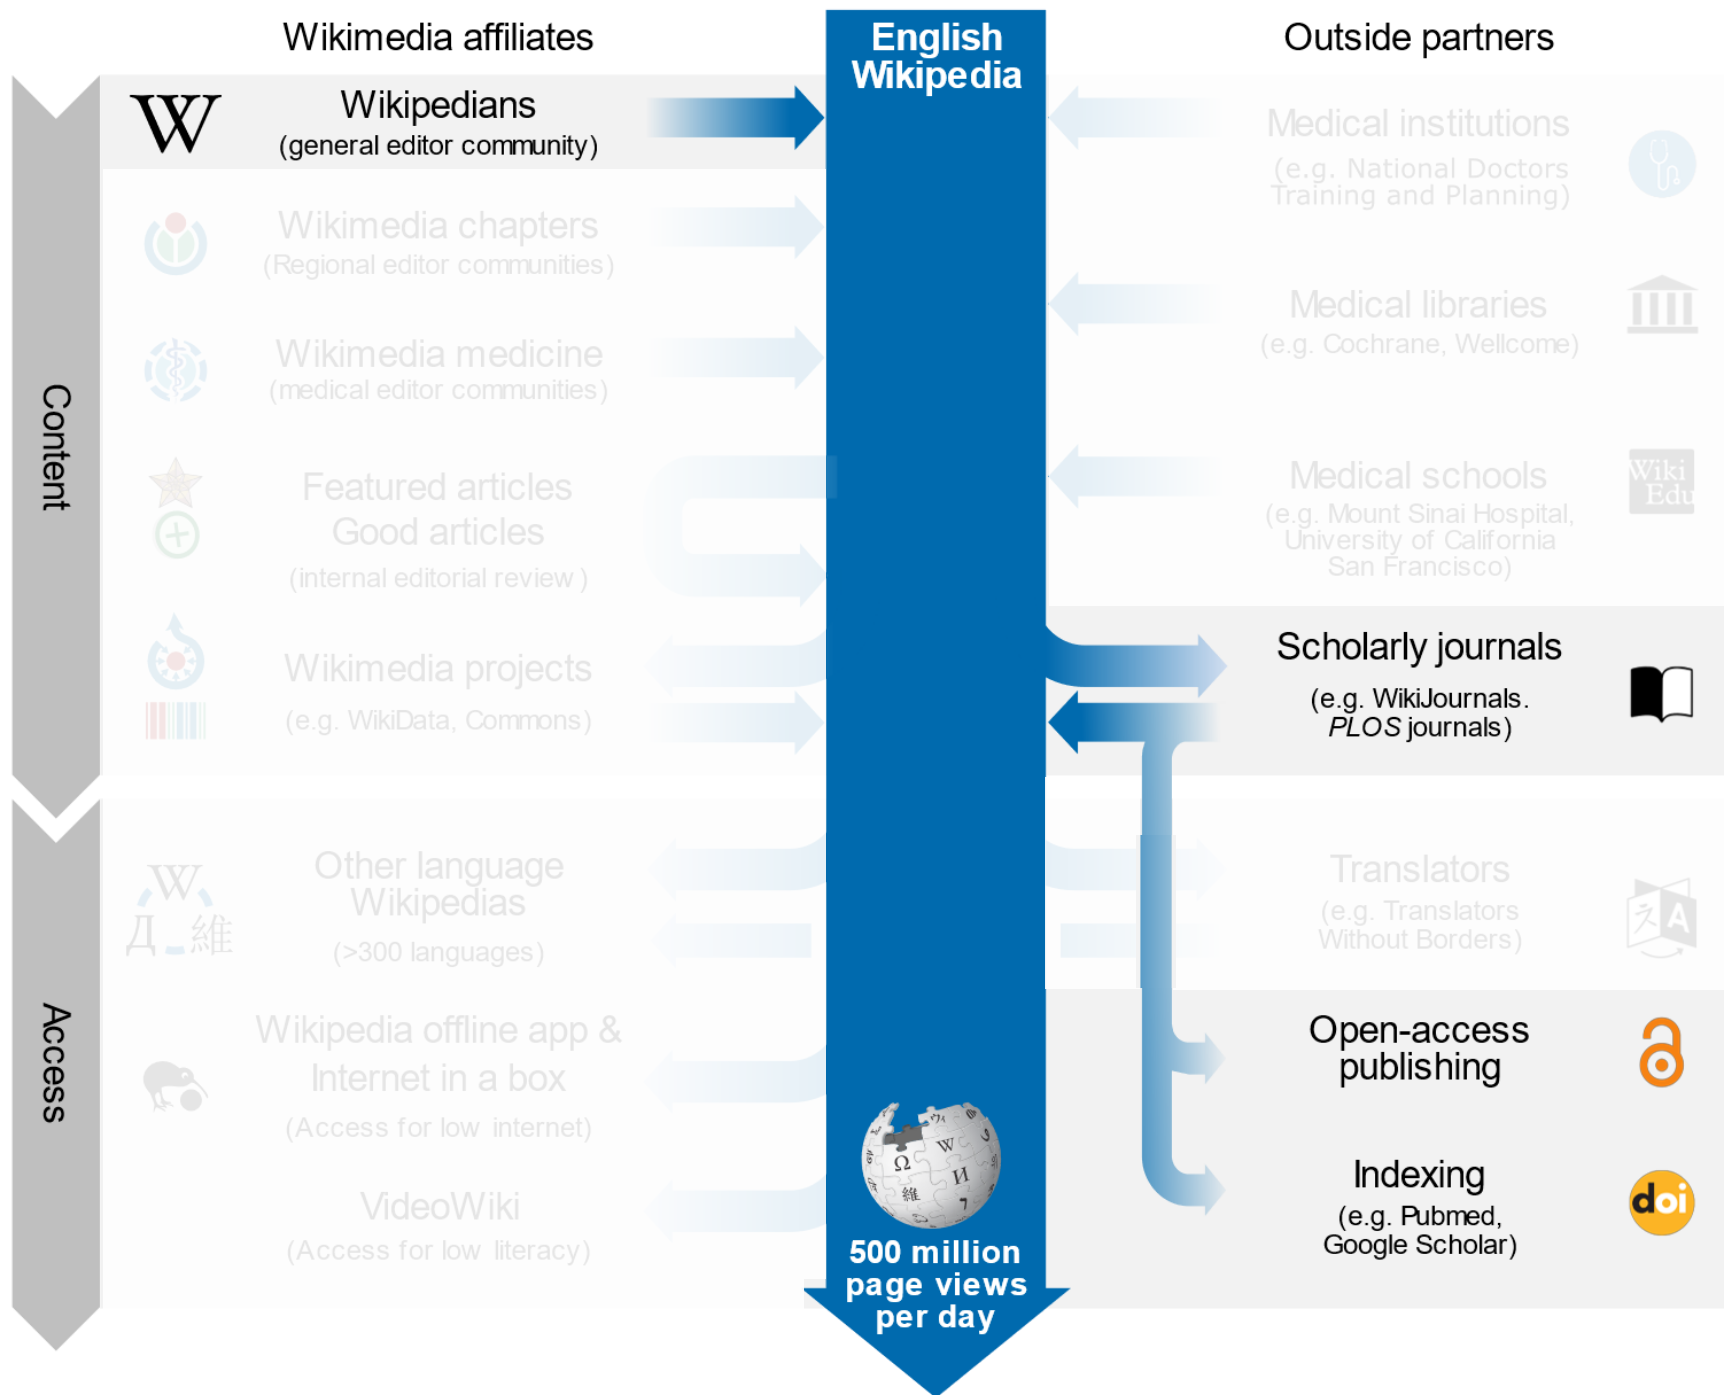 Wikimedia affiliates
English
Wikipedia
Outside partners
Content
Wikipedians
(general editor community)
Wikimedia chapters
(Regional editor communities)
Wikimedia medicine
(medical editor communities)
Featured articles
Good articles
(internal editorial review)
Wikimedia projects
(e.g. WikiData, Commons)
Medical institutions
(e.g. National Doctors
Training and Planning)
Medical libraries
(e.g. Cochrane, Wellcome)
Medical schools
(e.g. Mount Sinai Hospital,
University of California
San Francisco)
Wiki
Edu
Scholarly journals
(e.g. WikiJournals.
PLOS journals)
Access
W
Д 維
Other language
Wikipedias
(>300 languages)
Wikipedia offline app &
Internet in a box
(Access for low internet)
VideoWiki
(Access for low literacy)
Translators
(e.g. Translators
Without Borders)
A
Open-access
publishing
Indexing
(e.g. Pubmed,
Google Scholar)
doi
W
Ω
И
維
500 million
page views
per day